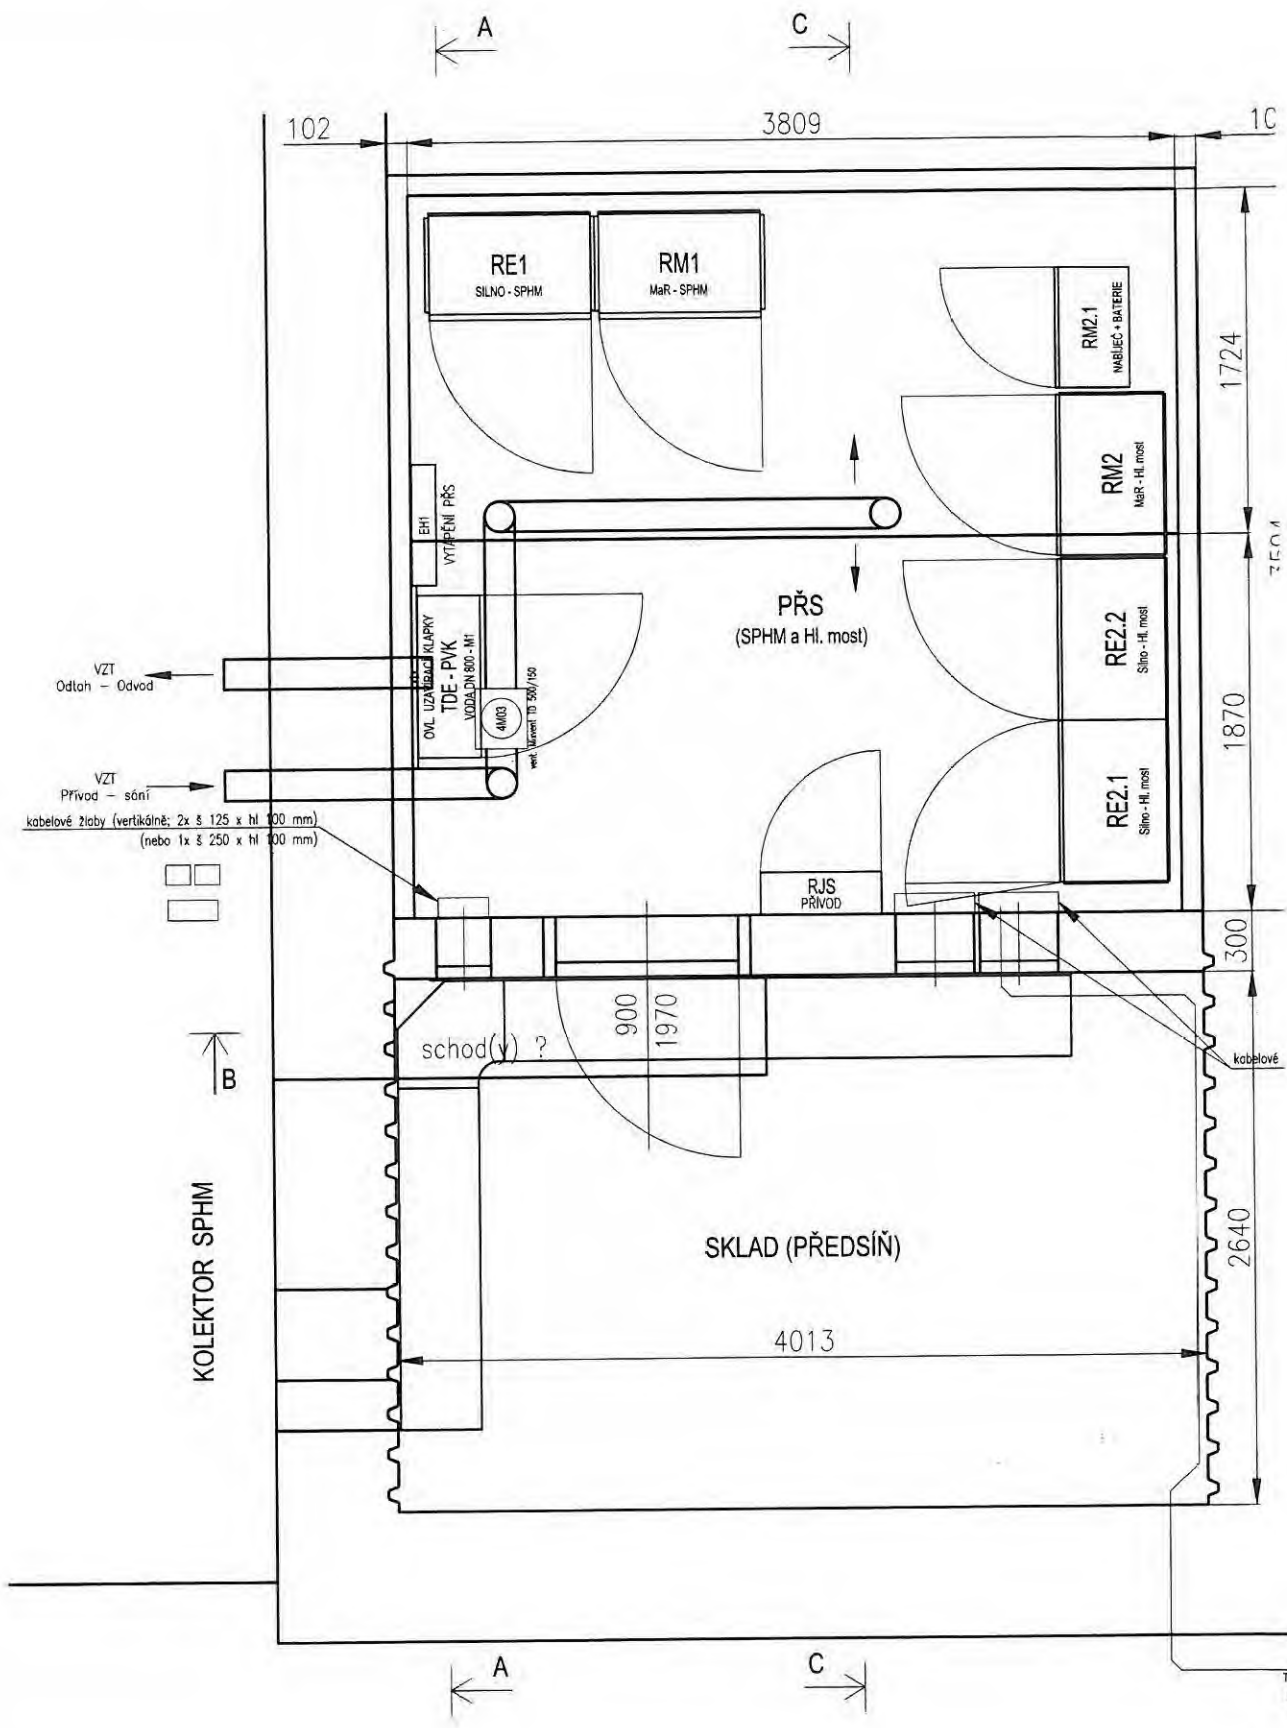 A
C
102
3809
10
RE1
SILNO - SPHM
RM1
MaR - SPHM
RM2.1
NABÍJEČ + BATERIE
1724
RM2
MaR - Hl. most
EH1
VYTÁPĚNÍ PŘS
PŘS
(SPHM a Hl. most)
RE2.2
Silno - Hl. most
1870
VZT
Odtah - Odvod
OVL. UZAVÍRACÍ KLAPKY
TDE - PVK
VODA DN 800 - M1
4M03
VZT
Přívod - sání
kabelové žlaby (vertikálně; 2x š 125 x hl 100 mm)
(nebo 1x š 250 x hl 100 mm)
RE2.1
Silno - Hl. most
RJS
PŘÍVOD
300
900
1970
schod(y) ?
kabelové
B
KOLEKTOR SPHM
SKLAD (PŘEDSÍŇ)
2640
4013
A
C